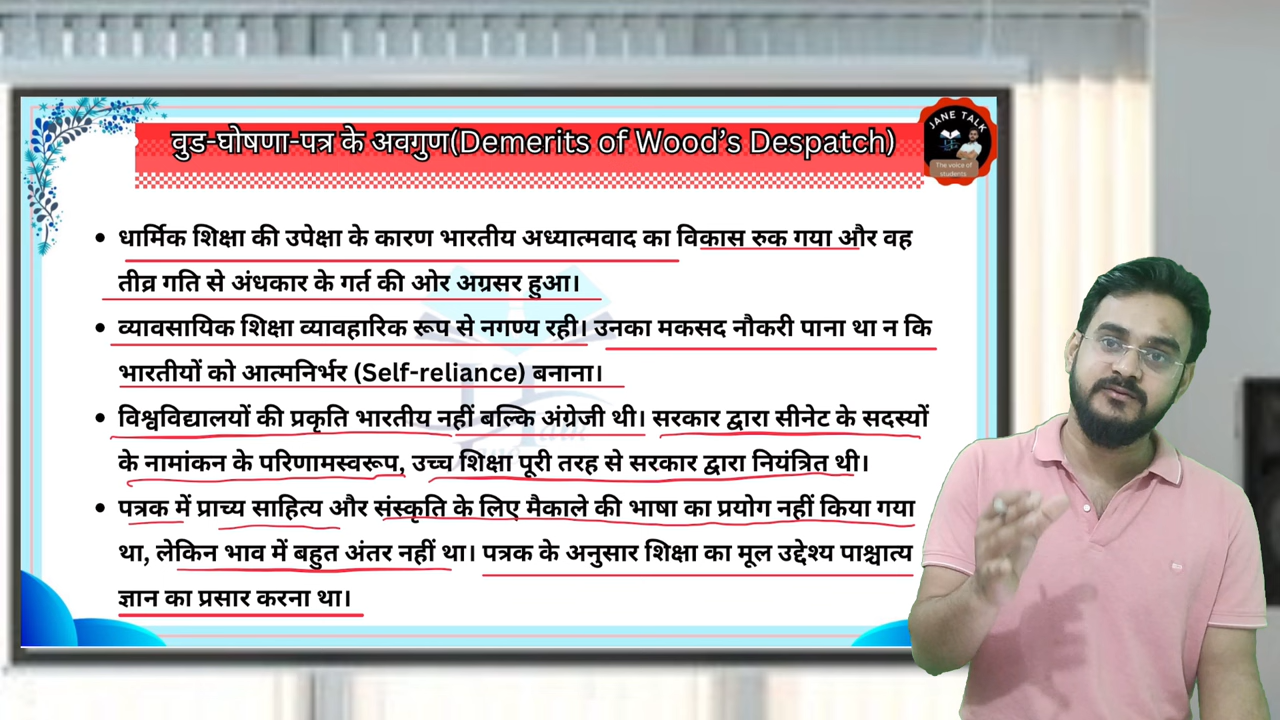 वुड-घोषणा-पत्र के अवगुण(Demerits of Wood's Despatch)
JANE TALK
The voice of
students
• धार्मिक शिक्षा की उपेक्षा के कारण भारतीय अध्यात्मवाद का विकास रुक गया और वह
तीव्र गति से अंधकार के गर्त की ओर अग्रसर हुआ।
• व्यावसायिक शिक्षा व्यावहारिक रूप से नगण्य रही। उनका मकसद नौकरी पाना था न कि
भारतीयों को आत्मनिर्भर (Self-reliance) बनाना।
• विश्वविद्यालयों की प्रकृति भारतीय नहीं बल्कि अंग्रेजी थी। सरकार द्वारा सीनेट के सदस्यों
के नामांकन के परिणामस्वरूप, उच्च शिक्षा पूरी तरह से सरकार द्वारा नियंत्रित थी।
• पत्रक में प्राच्य साहित्य और संस्कृति के लिए मैकाले की भाषा का प्रयोग नहीं किया गया
था, लेकिन भाव में बहुत अंतर नहीं था। पत्रक के अनुसार शिक्षा का मूल उद्देश्य पाश्चात्य
ज्ञान का प्रसार करना था।